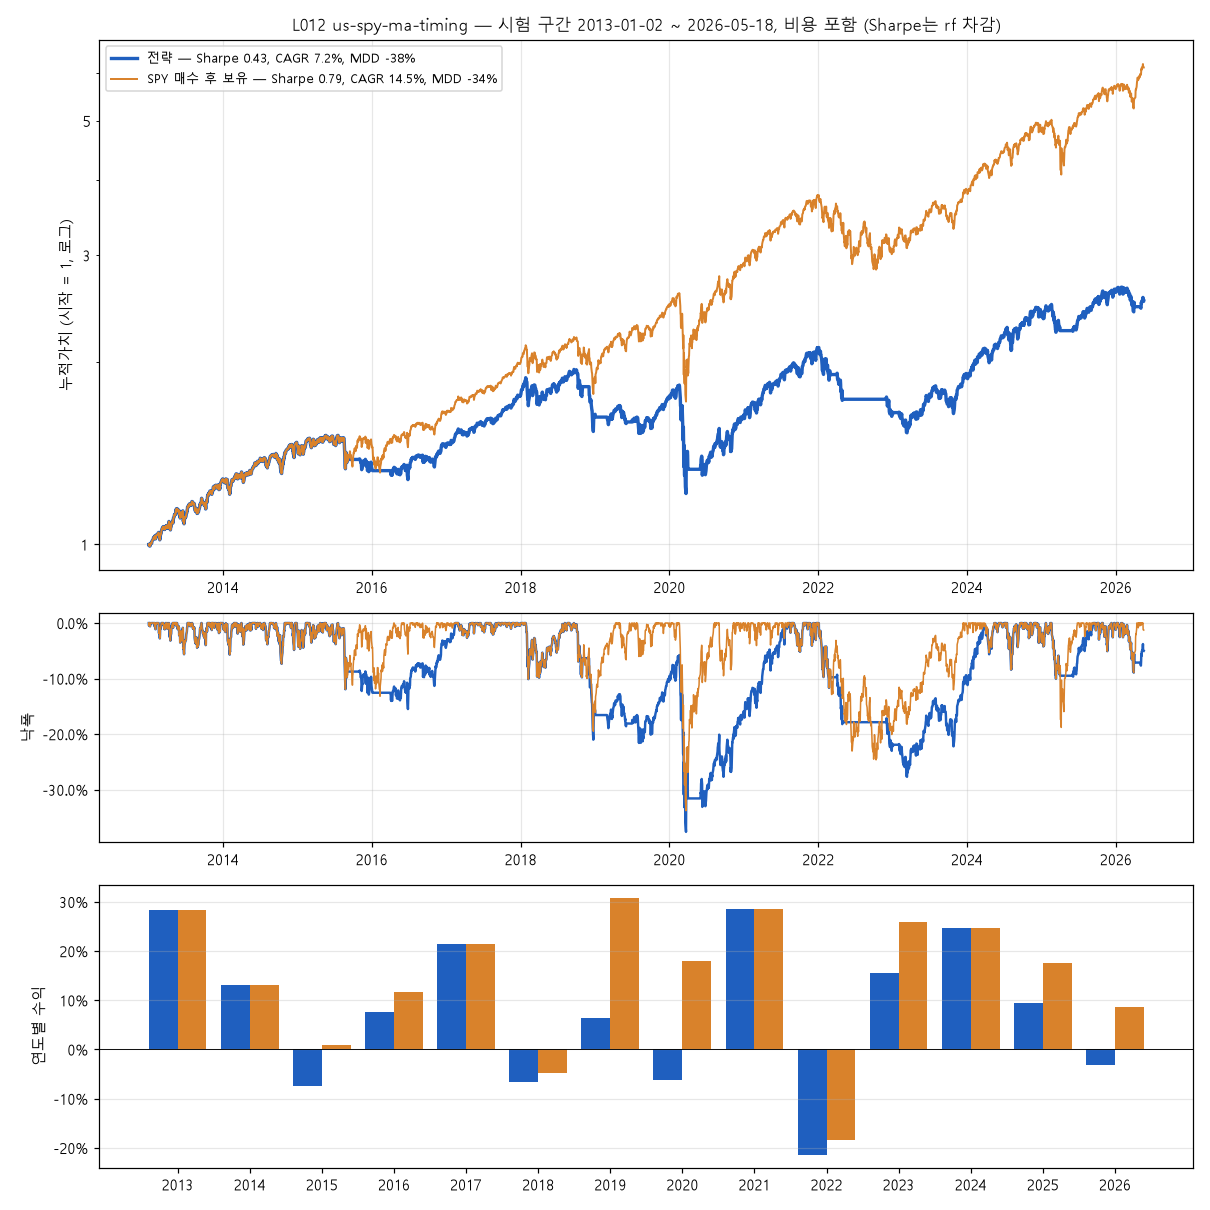 L012 us-spy-ma-timing — 시험 구간 2013-01-02 ~ 2026-05-18, 비용 포함 (Sharpe는 rf 차감)
전략 — Sharpe 0.43, CAGR 7.2%, MDD -38%
SPY 매수 후 보유 — Sharpe 0.79, CAGR 14.5%, MDD -34%
누적가치 (시작 = 1, 로그)
5
3
1
2014 2016 2018 2020 2022 2024 2026
낙폭
0.0%
-10.0%
-20.0%
-30.0%
2014 2016 2018 2020 2022 2024 2026
연도별 수익
30%
20%
10%
0%
-10%
-20%
2013 2014 2015 2016 2017 2018 2019 2020 2021 2022 2023 2024 2025 2026